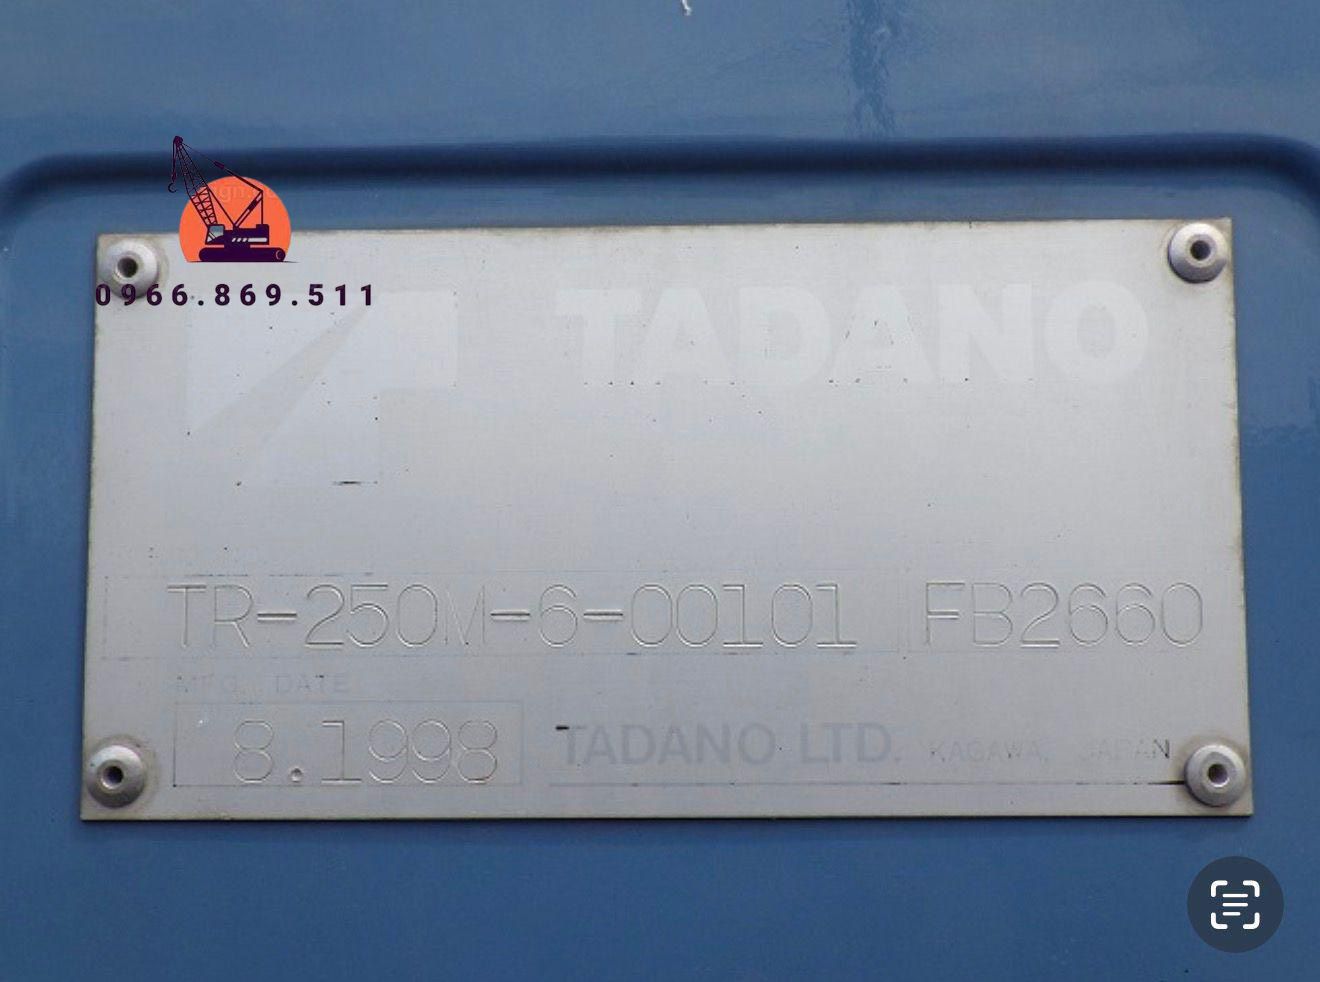 0966.869.511
TADANO
TR-250M-6-00101 FB2660
MFG. DATE
8.1998 TADANO LTD. KAGAWA, JAPAN